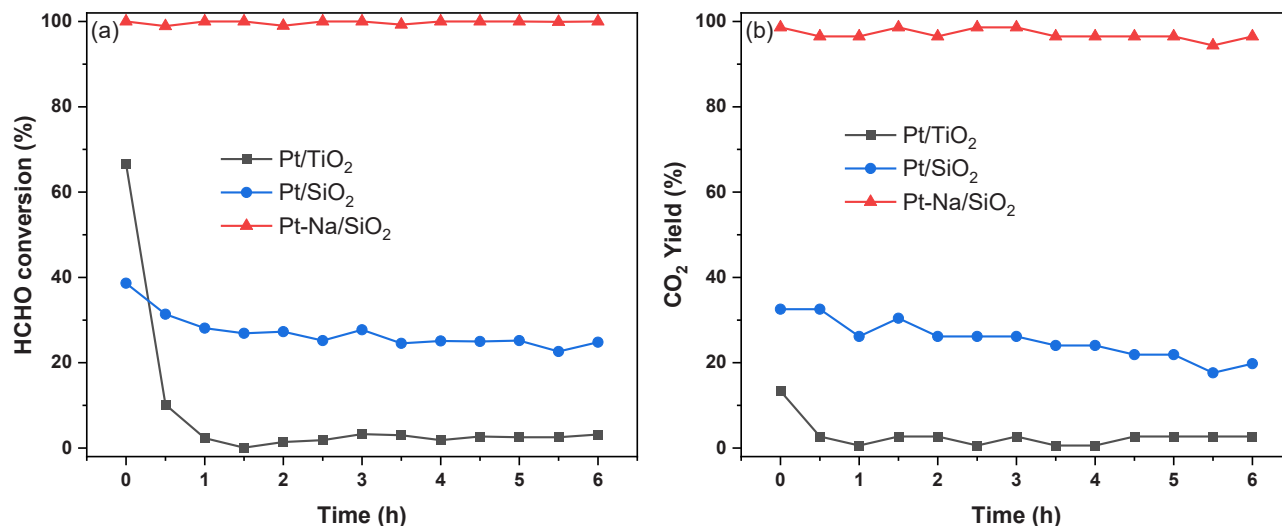 (a)
HCHO conversion (%)
100
80
60
40
20
0
Pt/TiO₂
Pt/SiO₂
Pt-Na/SiO₂
0 1 2 3 4 5 6
Time (h)
(b)
CO₂ Yield (%)
100
80
60
40
20
0
Pt/TiO₂
Pt/SiO₂
Pt-Na/SiO₂
0 1 2 3 4 5 6
Time (h)